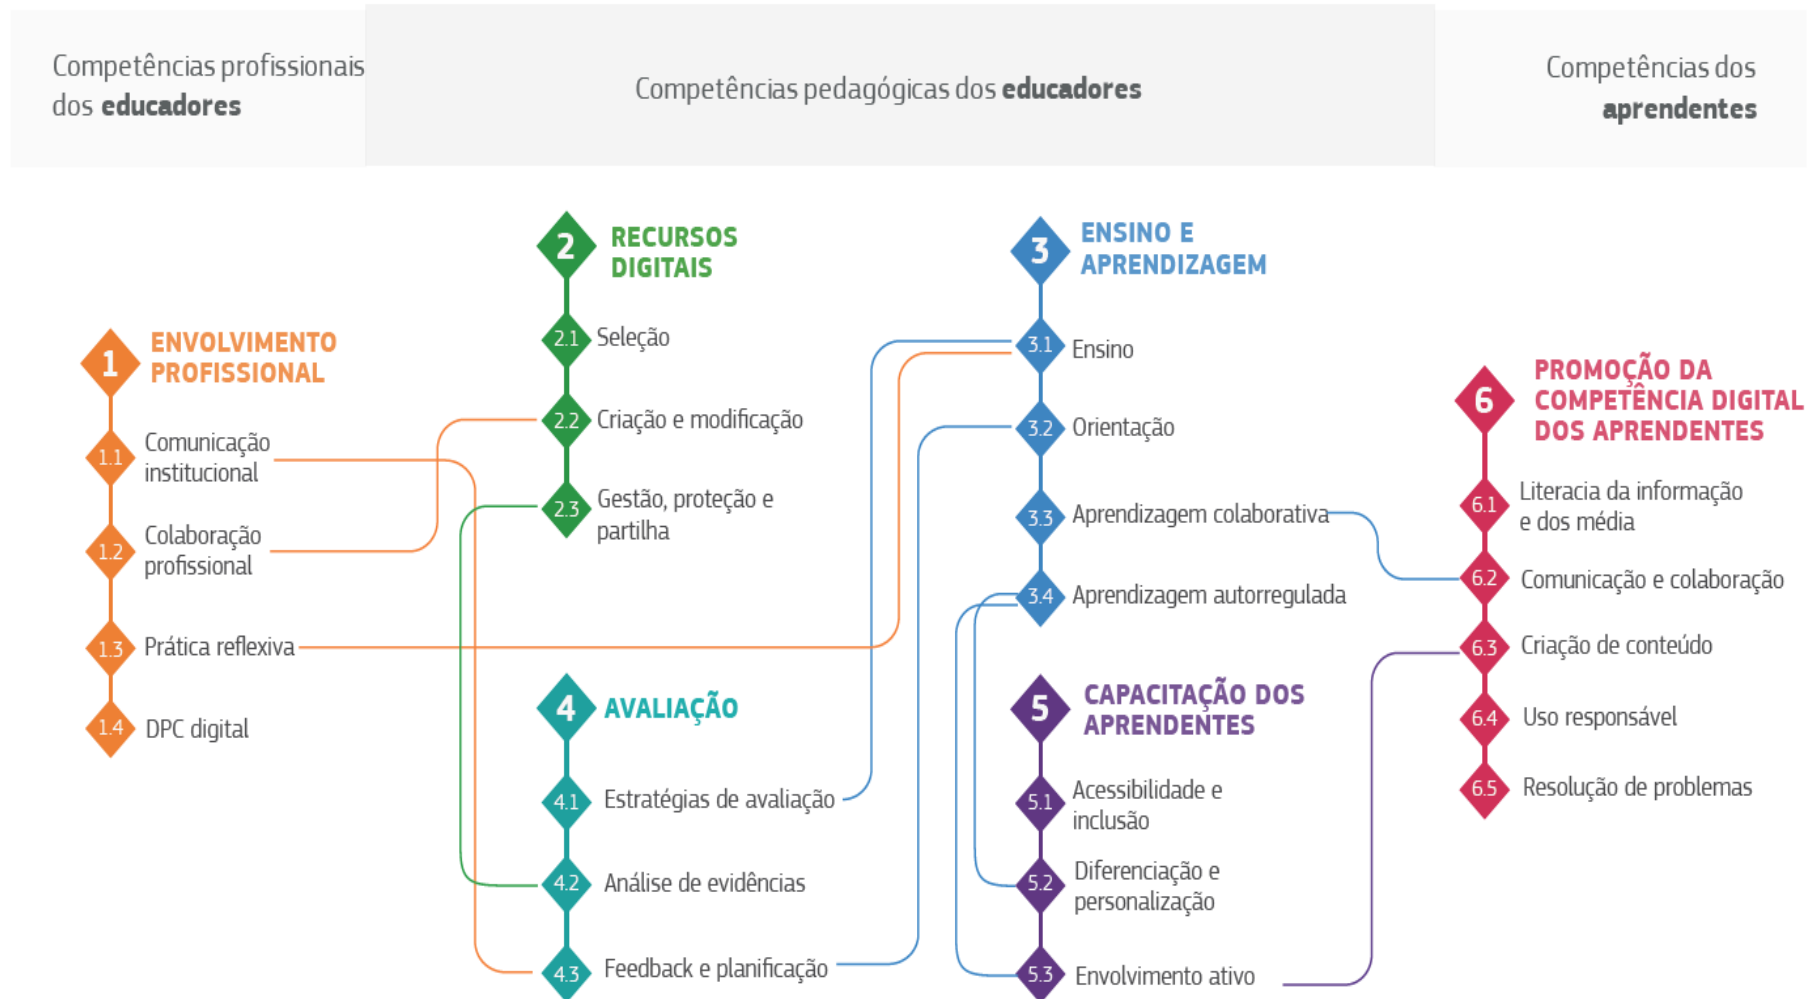 Competências profissionais
dos educadores
Competências pedagógicas dos educadores
Competências dos
aprendentes
1
ENVOLVIMENTO
PROFISSIONAL
1.1
Comunicação
institucional
1.2
Colaboração
profissional
1.3
Prática reflexiva
1.4
DPC digital
2
RECURSOS
DIGITAIS
2.1
Seleção
2.2
Criação e modificação
2.3
Gestão, proteção e
partilha
3
ENSINO E
APRENDIZAGEM
3.1
Ensino
3.2
Orientação
3.3
Aprendizagem colaborativa
3.4
Aprendizagem autorregulada
4
AVALIAÇÃO
4.1
Estratégias de avaliação
4.2
Análise de evidências
4.3
Feedback e planificação
5
CAPACITAÇÃO DOS
APRENDENTES
5.1
Acessibilidade e
inclusão
5.2
Diferenciação e
personalização
5.3
Envolvimento ativo
6
PROMOÇÃO DA
COMPETÊNCIA DIGITAL
DOS APRENDENTES
6.1
Literacia da informação
e dos média
6.2
Comunicação e colaboração
6.3
Criação de conteúdo
6.4
Uso responsável
6.5
Resolução de problemas